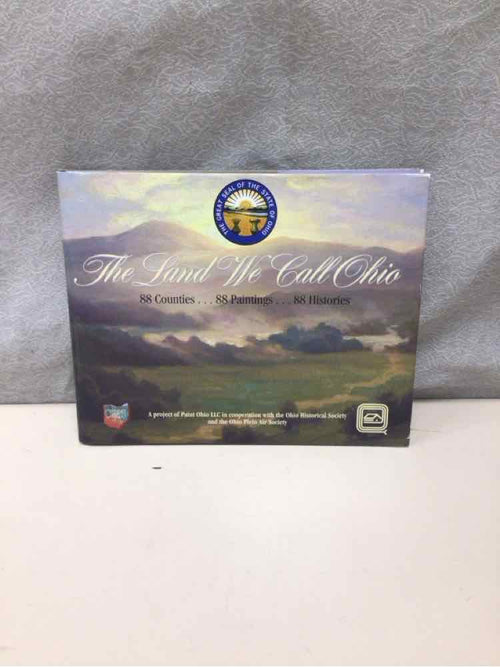 THE GREAT SEAL OF THE STATE OF OHIO
The Land We Call Ohio
88 Counties . . . 88 Paintings . . . 88 Histories
A project of Paint Ohio LLC in cooperation with the Ohio Historical Society
and the Ohio Plein Air Society